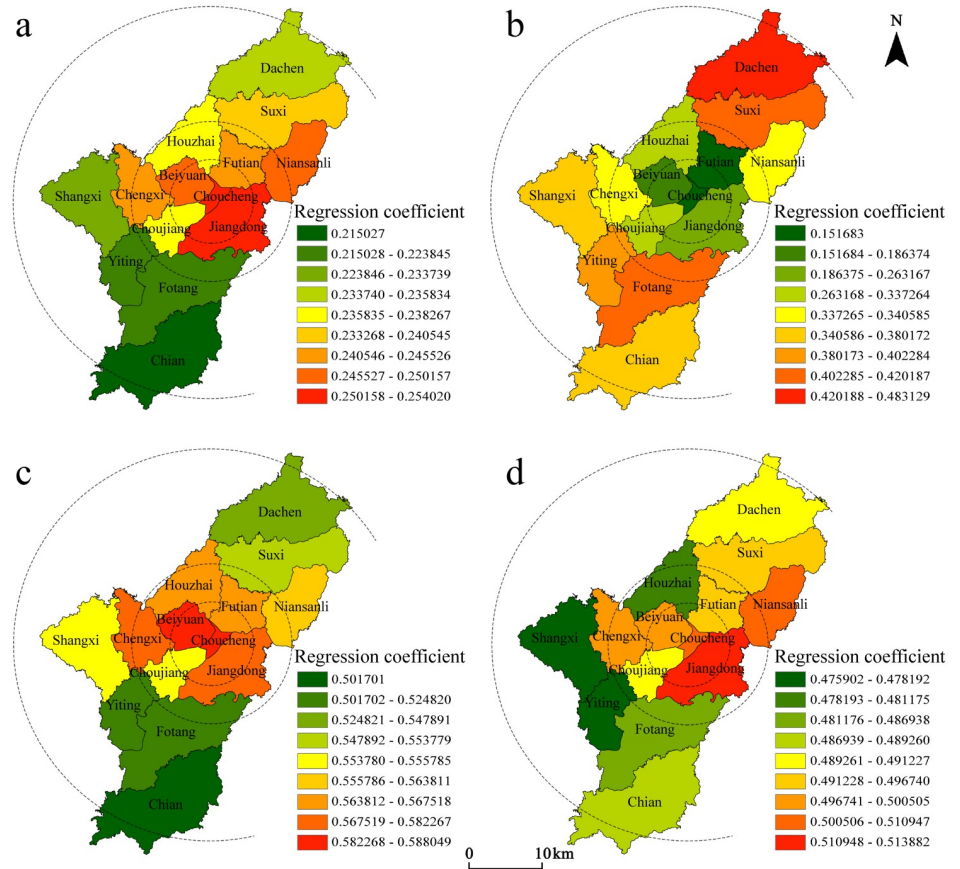 a
Dachen
Suxi
Houzhai
Futian
Niansanli
Beiyuan
Shangxi
Chengxi
Choucheng
Choujiang
Jiangdong
Yiting
Fotang
Chian
Regression coefficient
0.215027
0.215028 - 0.223845
0.223846 - 0.233739
0.233740 - 0.235834
0.235835 - 0.238267
0.233268 - 0.240545
0.240546 - 0.245526
0.245527 - 0.250157
0.250158 - 0.254020
b
N
Dachen
Suxi
Houzhai
Futian
Niansanli
Beiyuan
Shangxi
Chengxi
Choucheng
Choujiang
Jiangdong
Yiting
Fotang
Chian
Regression coefficient
0.151683
0.151684 - 0.186374
0.186375 - 0.263167
0.263168 - 0.337264
0.337265 - 0.340585
0.340586 - 0.380172
0.380173 - 0.402284
0.402285 - 0.420187
0.420188 - 0.483129
c
Dachen
Suxi
Houzhai
Futian
Niansanli
Beiyuan
Shangxi
Chengxi
Choucheng
Choujiang
Jiangdong
Yiting
Fotang
Chian
Regression coefficient
0.501701
0.501702 - 0.524820
0.524821 - 0.547891
0.547892 - 0.553779
0.553780 - 0.555785
0.555786 - 0.563811
0.563812 - 0.567518
0.567519 - 0.582267
0.582268 - 0.588049
d
Dachen
Suxi
Houzhai
Futian
Niansanli
Beiyuan
Shangxi
Chengxi
Choucheng
Choujiang
Jiangdong
Yiting
Fotang
Chian
Regression coefficient
0.475902 - 0.478192
0.478193 - 0.481175
0.481176 - 0.486938
0.486939 - 0.489260
0.489261 - 0.491227
0.491228 - 0.496740
0.496741 - 0.500505
0.500506 - 0.510947
0.510948 - 0.513882
0 10km